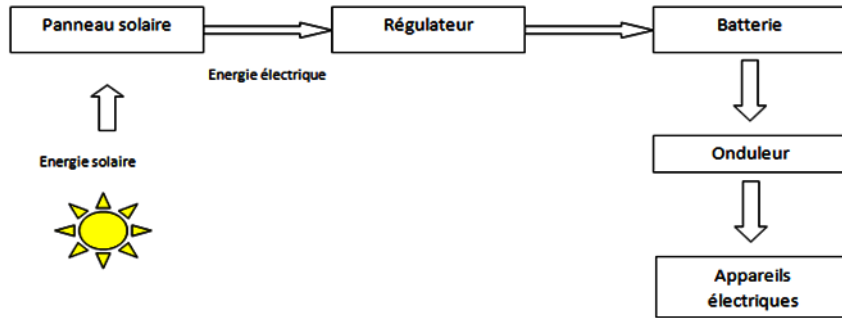 Panneau solaire
Régulateur
Batterie
Energie électrique
Energie solaire
Onduleur
Appareils
électriques